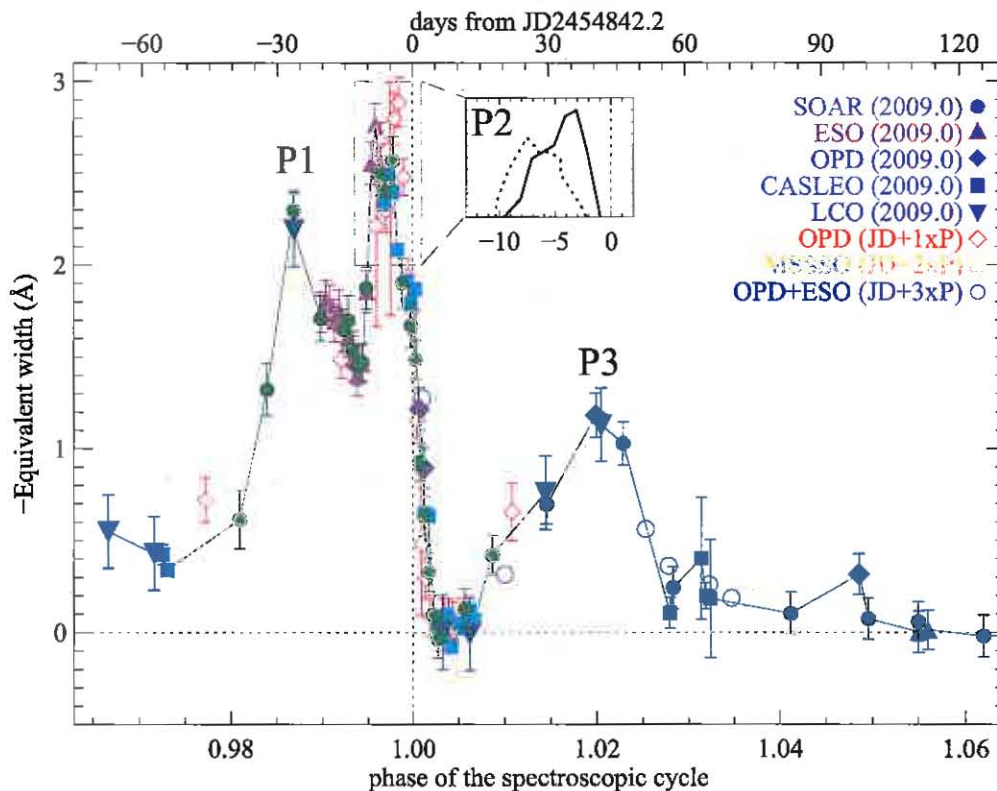 days from JD2454842.2
−60 −30 0 30 60 90 120
3
2
1
0
−Equivalent width (Å)
P1
P2
−10 −5 0
P3
SOAR (2009.0)
ESO (2009.0)
OPD (2009.0)
CASLEO (2009.0)
LCO (2009.0)
OPD (JD+1xP)
OPD+ESO (JD+3xP)
0.98 1.00 1.02 1.04 1.06
phase of the spectroscopic cycle